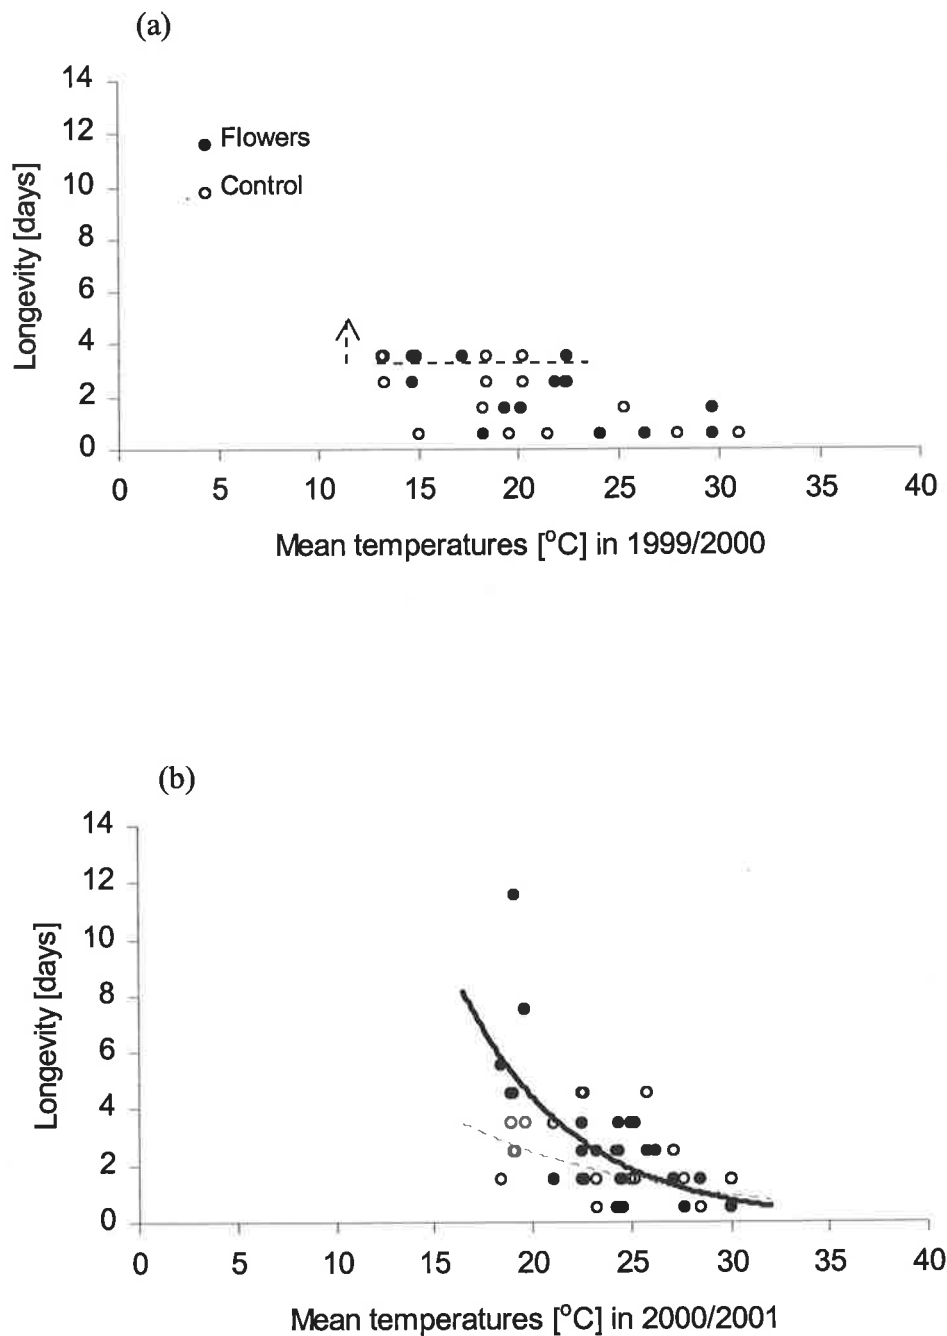 (a)
14
12
10
8
6
4
2
0
Longevity [days]
Flowers
Control
0 5 10 15 20 25 30 35 40
Mean temperatures [°C] in 1999/2000
(b)
14
12
10
8
6
4
2
0
Longevity [days]
0 5 10 15 20 25 30 35 40
Mean temperatures [°C] in 2000/2001